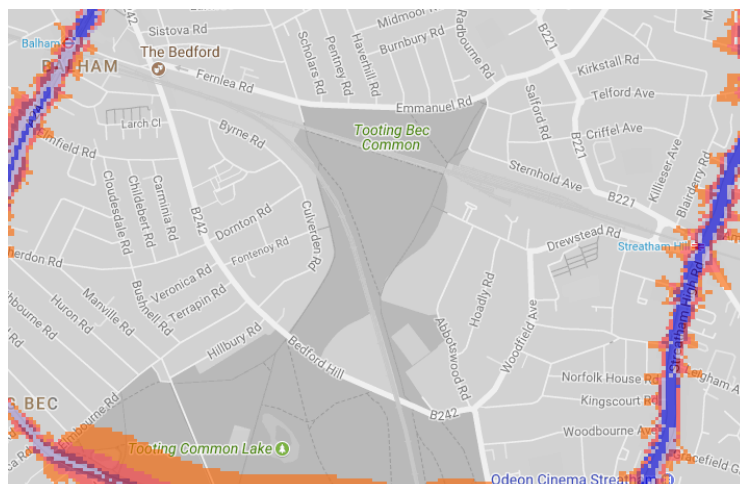 B242
Sistova Rd
Balham
The Bedford
BALHAM
Fernlea Rd
Scholars Rd
Pentney Rd
Haverhill Rd
Midmoor Rd
Burnbury Rd
Radbourne Rd
B221
Kirkstall Rd
Telford Ave
Emmanuel Rd
Salford Rd
Criffel Ave
B221
Larch Cl
Byrne Rd
Tooting Bec
Common
Sternhold Ave
Killieser Ave
Blairderry Rd
B221
Cloudesdale Rd
Childebert Rd
Carminia Rd
B242
Dornton Rd
Fontenoy Rd
Culverden Rd
Drewstead Rd
Streatham Hill
Veronica Rd
Terrapin Rd
Bushnell Rd
Manville Rd
Huron Rd
Hoadly Rd
Abbotswood Rd
Woodfield Ave
Streatham High Rd
Hillbury Rd
Bedford Hill
B242
Norfolk House Rd
Kingscourt Rd
Woodbourne Ave
BEC
Tooting Common Lake
Odeon Cinema Streatham